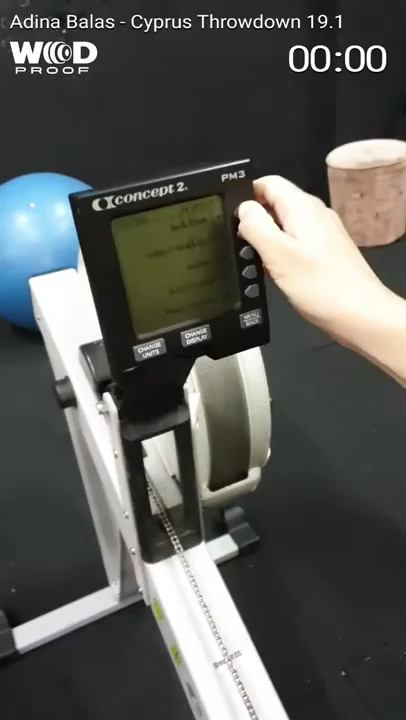 Adina Balas - Cyprus Throwdown 19.1
WOD
PROOF
00:00
concept 2.
PM3
CHANGE
UNITS
CHANGE
DISPLAY
MENU
BACK